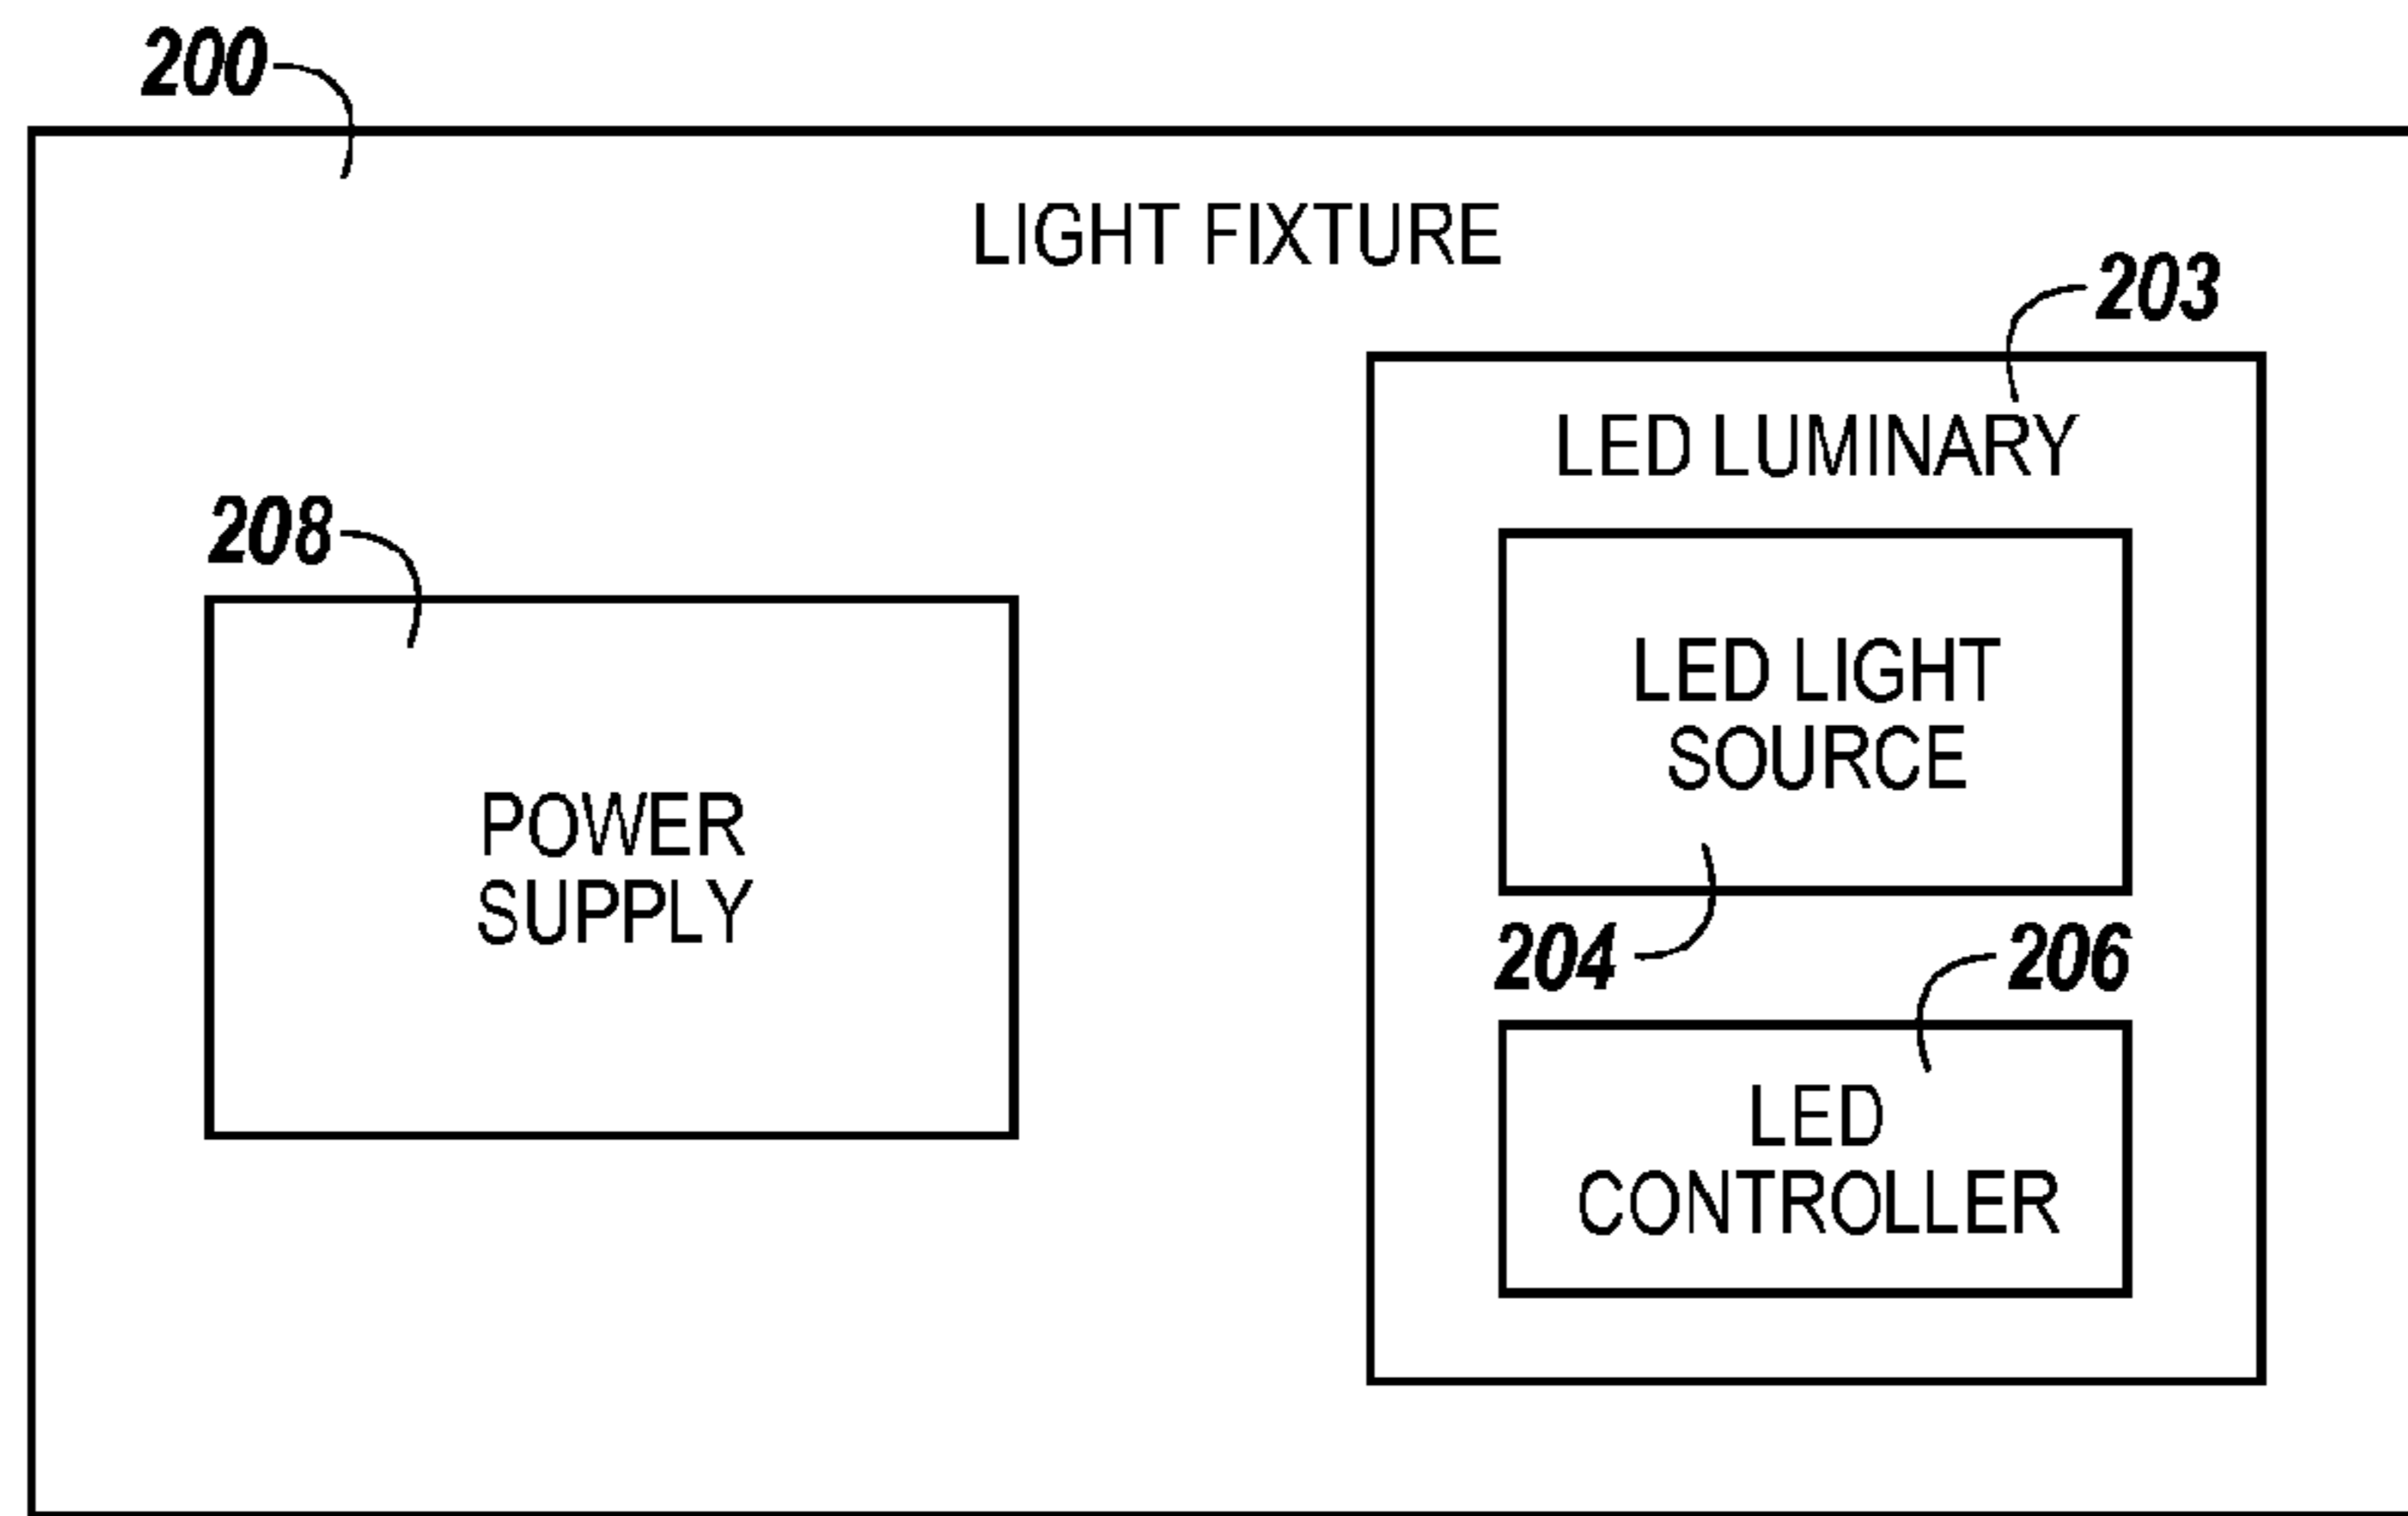 200
LIGHT FIXTURE
203
LED LUMINARY
208
LED LIGHT
SOURCE
POWER
SUPPLY
204
206
LED
CONTROLLER